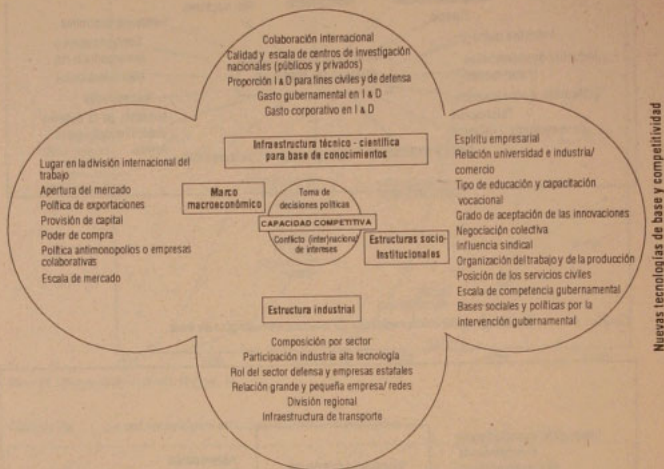 Colaboración internacional
Calidad y escala de centros de investigación
nacionales (públicos y privados)
Proporción I & D para fines civiles y de defensa
Gasto gubernamental en I & D
Gasto corporativo en I & D
Infraestructura técnico - científica
para base de conocimientos
Lugar en la división internacional del
trabajo
Apertura del mercado
Política de exportaciones
Provisión de capital
Poder de compra
Política antimonopolios o empresas
colaborativas
Escala de mercado
Marco
macroeconómico
Toma de
decisiones políticas
CAPACIDAD COMPETITIVA
Conflicto (inter)nacional
de intereses
Estructuras socio-
Institucionales
Espíritu empresarial
Relación universidad e industria/
comercio
Tipo de educación y capacitación
vocacional
Grado de aceptación de las innovaciones
Negociación colectiva
Influencia sindical
Organización del trabajo y de la producción
Posición de los servicios civiles
Escala de competencia gubernamental
Bases sociales y políticas por la
intervención gubernamental
Estructura industrial
Composición por sector
Participación industria alta tecnología
Rol del sector defensa y empresas estatales
Relación grande y pequeña empresa/ redes
División regional
Infraestructura de transporte
Nuevas tecnologías de base y competitividad